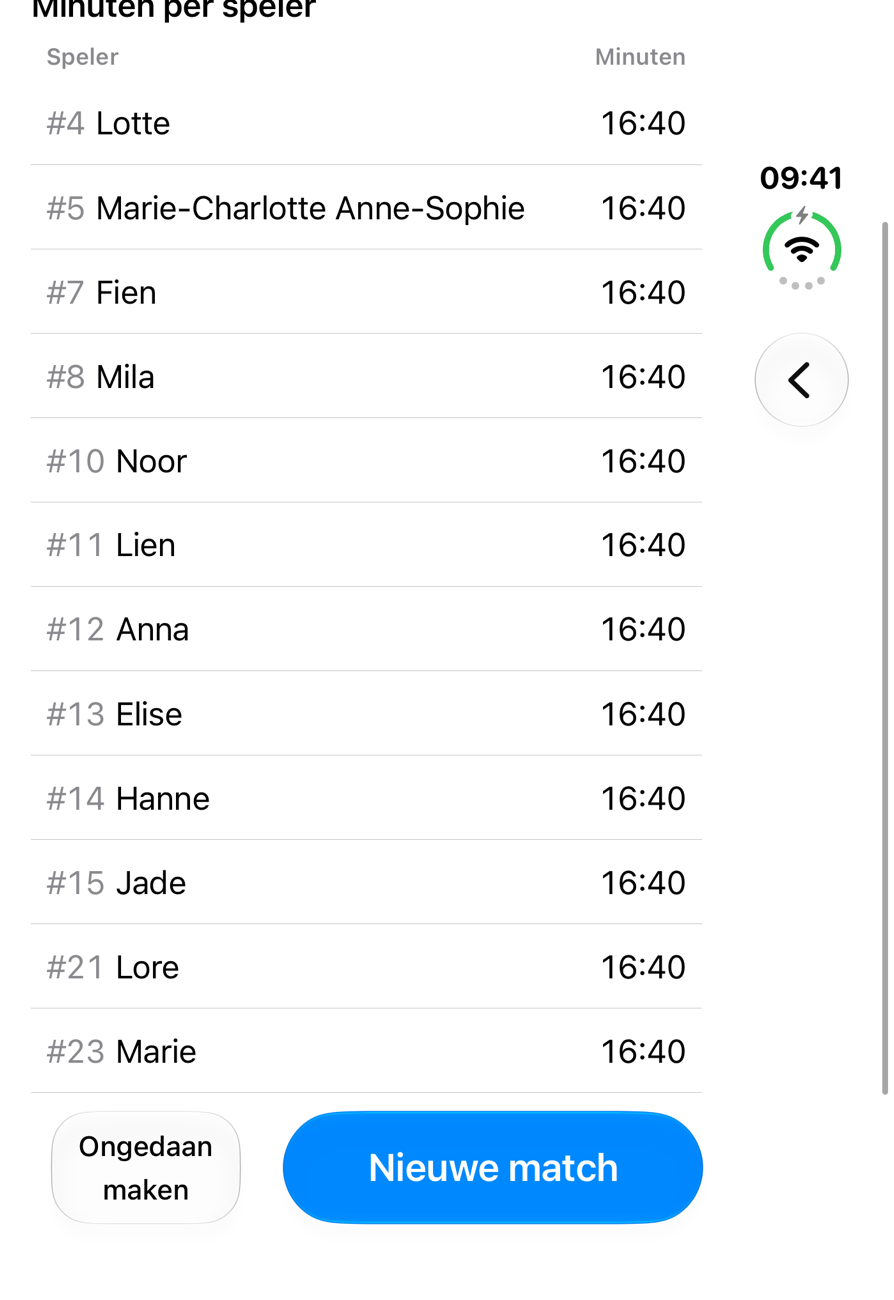 Minuten per speler
Speler Minuten
#4 Lotte 16:40
09:41
#5 Marie-Charlotte Anne-Sophie 16:40
#7 Fien 16:40
#8 Mila 16:40
#10 Noor 16:40
#11 Lien 16:40
#12 Anna 16:40
#13 Elise 16:40
#14 Hanne 16:40
#15 Jade 16:40
#21 Lore 16:40
#23 Marie 16:40
Ongedaan
maken
Nieuwe match